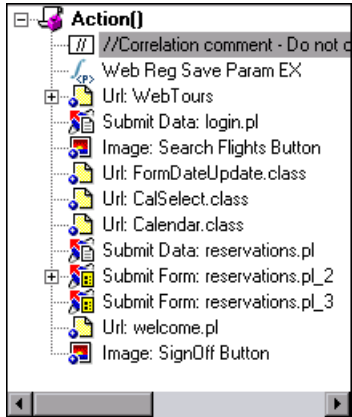 Action()
// //Correlation comment - Do not
<P> Web Reg Save Param EX
Url: WebTours
Submit Data: login.pl
Image: Search Flights Button
Url: FormDateUpdate.class
Url: CalSelect.class
Url: Calendar.class
Submit Data: reservations.pl
Submit Form: reservations.pl_2
Submit Form: reservations.pl_3
Url: welcome.pl
Image: SignOff Button